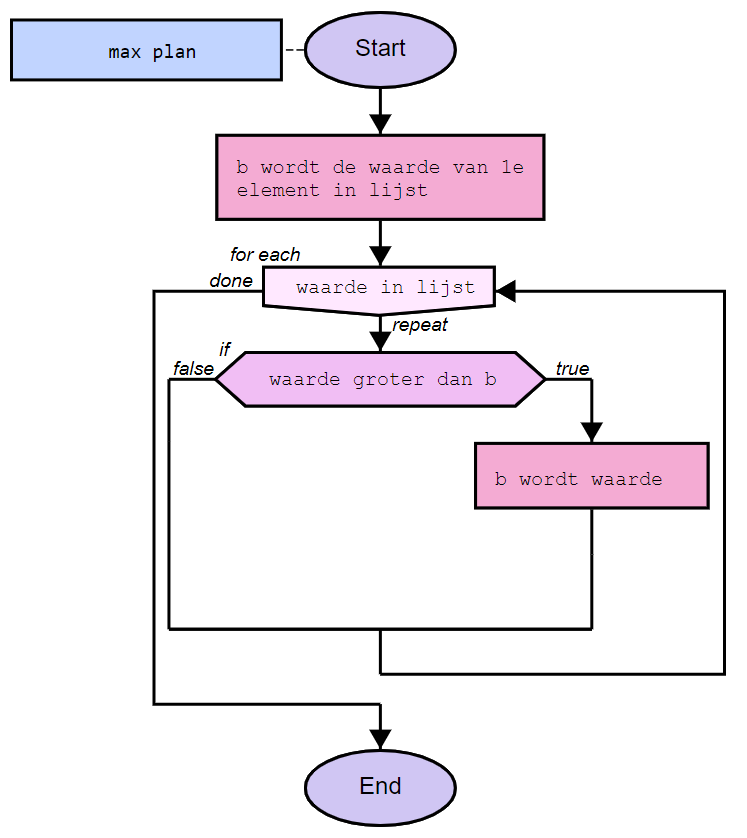 max plan
Start
b wordt de waarde van 1e
element in lijst
for each
done
waarde in lijst
repeat
if
false
waarde groter dan b
true
b wordt waarde
End